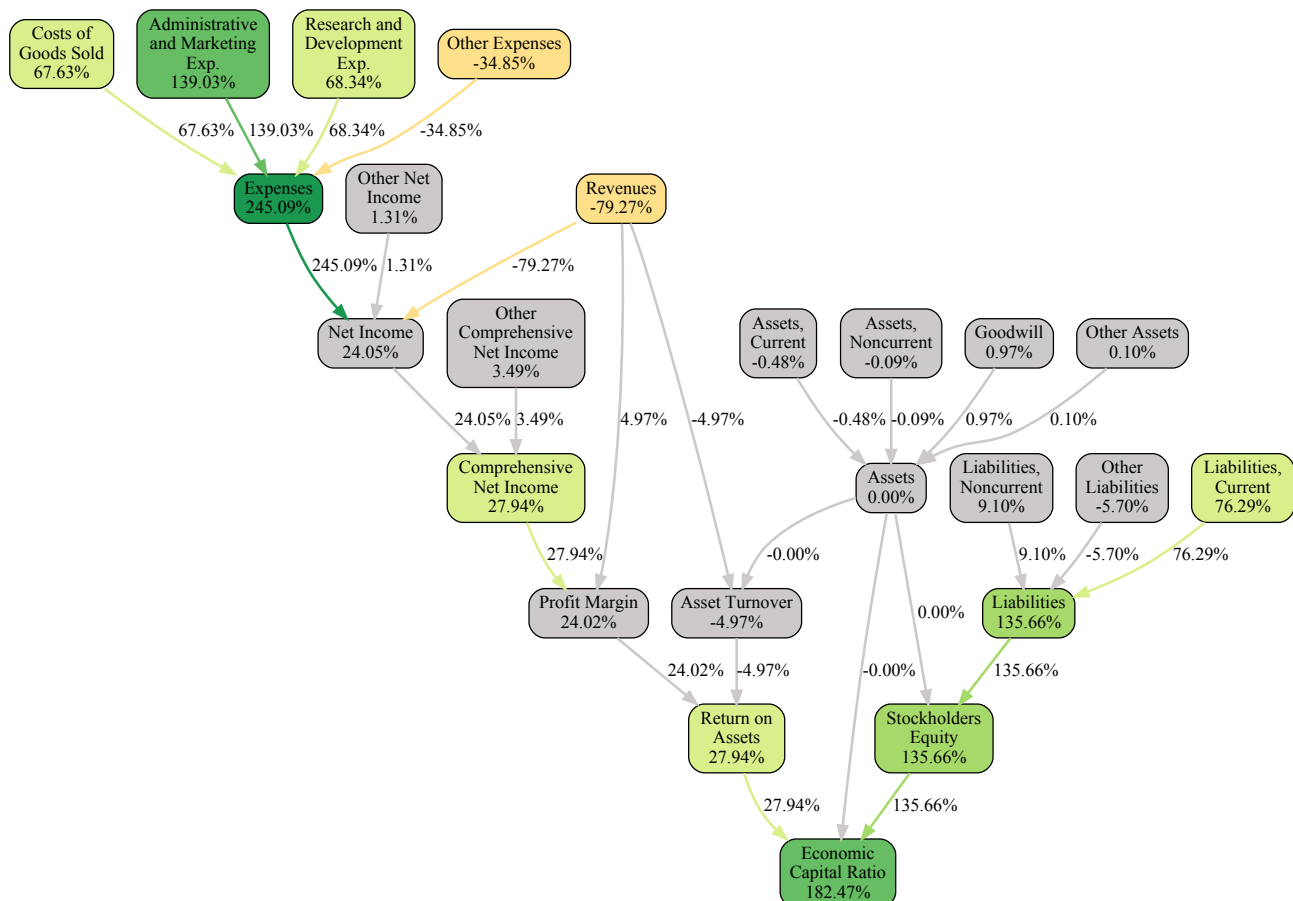 Costs of
Goods Sold
67.63%
Administrative
and Marketing
Exp.
139.03%
Research and
Development
Exp.
68.34%
Other Expenses
-34.85%
67.63%
139.03%
68.34%
-34.85%
Expenses
245.09%
Other Net
Income
1.31%
Revenues
-79.27%
245.09%
1.31%
-79.27%
Net Income
24.05%
Other
Comprehensive
Net Income
3.49%
Assets,
Current
-0.48%
Assets,
Noncurrent
-0.09%
Goodwill
0.97%
Other Assets
0.10%
24.05%
3.49%
4.97%
-4.97%
-0.48%
-0.09%
0.97%
0.10%
Comprehensive
Net Income
27.94%
Assets
0.00%
Liabilities,
Noncurrent
9.10%
Other
Liabilities
-5.70%
Liabilities,
Current
76.29%
27.94%
-0.00%
9.10%
-5.70%
76.29%
Profit Margin
24.02%
Asset Turnover
-4.97%
0.00%
Liabilities
135.66%
24.02%
-4.97%
-0.00%
135.66%
Return on
Assets
27.94%
Stockholders
Equity
135.66%
27.94%
135.66%
Economic
Capital Ratio
182.47%